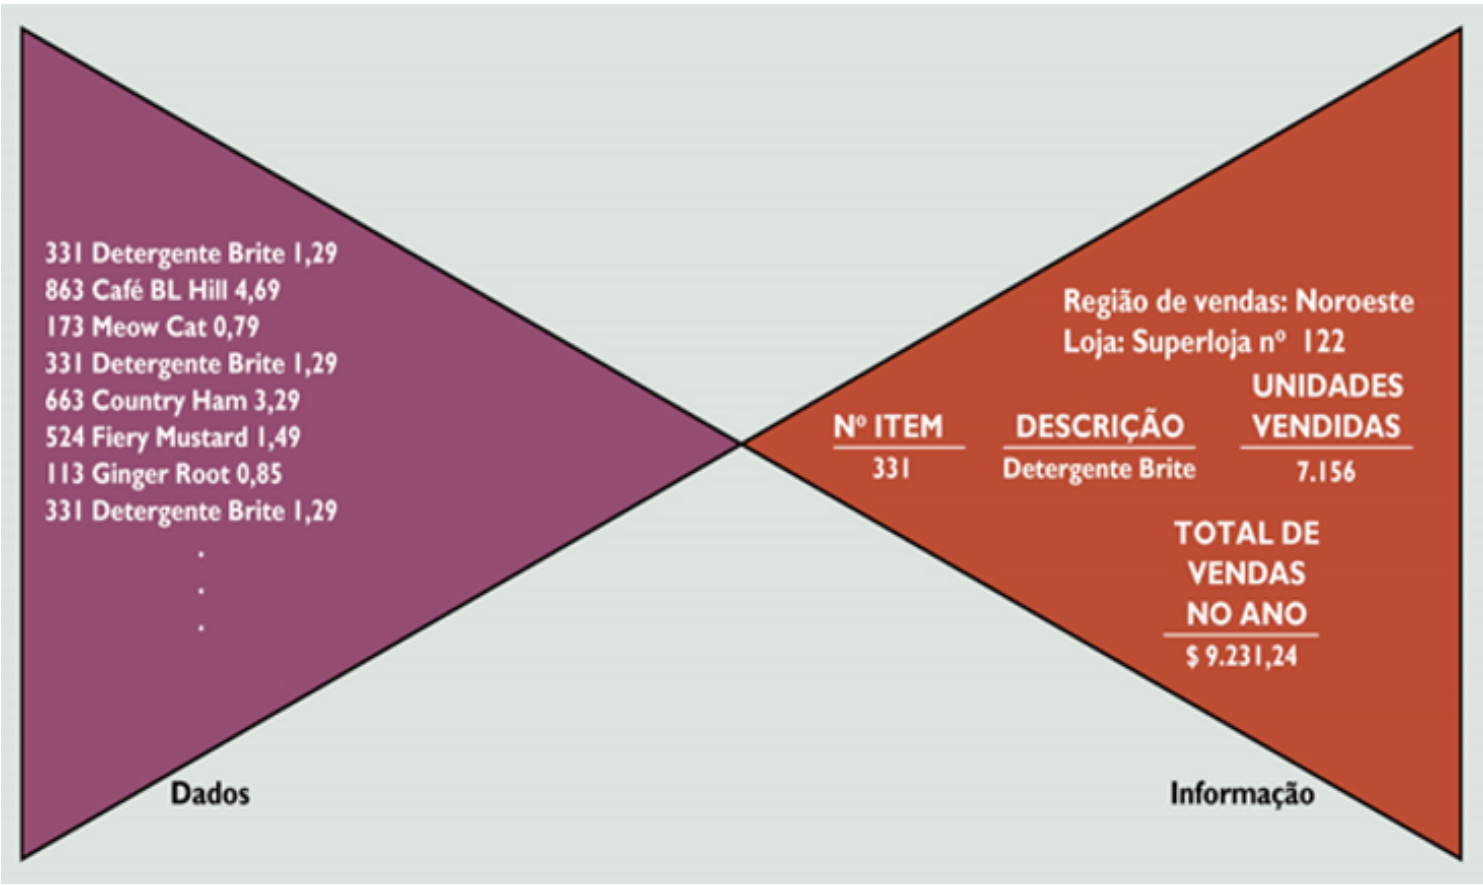 331 Detergente Brite 1,29
863 Café BL Hill 4,69
173 Meow Cat 0,79
331 Detergente Brite 1,29
663 Country Ham 3,29
524 Fiery Mustard 1,49
113 Ginger Root 0,85
331 Detergente Brite 1,29
.
.
.
Dados
Região de vendas: Noroeste
Loja: Superloja nº 122
Nº ITEM
331
DESCRIÇÃO
Detergente Brite
UNIDADES
VENDIDAS
7.156
TOTAL DE
VENDAS
NO ANO
$ 9.231,24
Informação